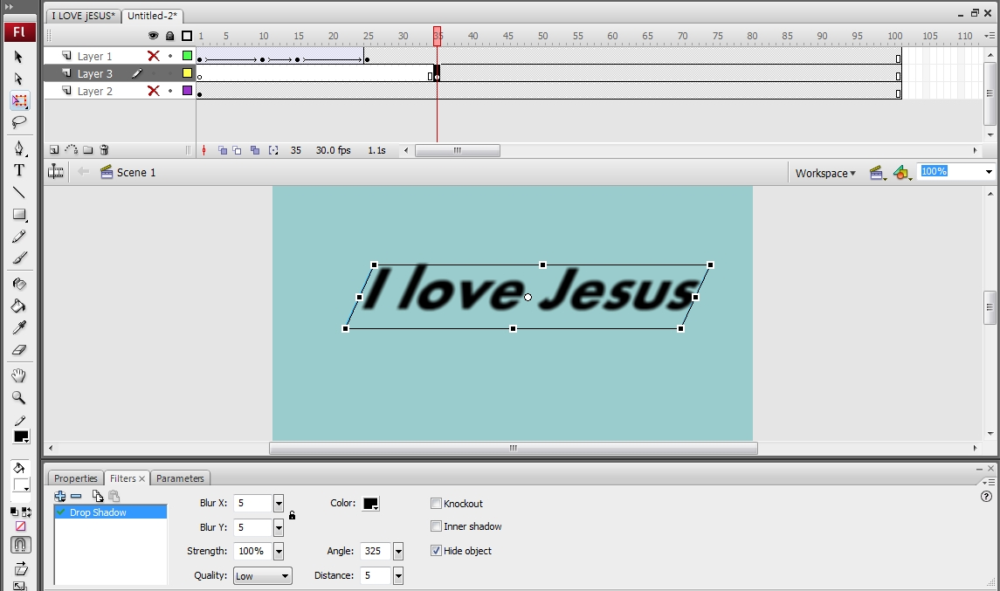 I LOVE jESUS* Untitled-2*
Fl
1 5 10 15 20 25 30 35 40 45 50 55 60 65 70 75 80 85 90 95 100 105 110
Layer 1
Layer 3
Layer 2
35 30.0 fps 1.1s
Scene 1 Workspace 100%
T
I love Jesus
Properties Filters Parameters
Drop Shadow
Blur X: 5 Color: Knockout
Blur Y: 5 Inner shadow
Strength: 100% Angle: 325 Hide object
Quality: Low Distance: 5